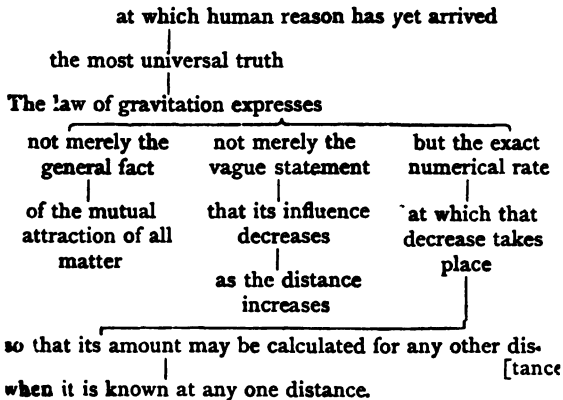 at which human reason has yet arrived
the most universal truth
The law of gravitation expresses
not merely the general fact
of the mutual attraction of all matter
not merely the vague statement
that its influence decreases
as the distance increases
but the exact numerical rate
at which that decrease takes place
so that its amount may be calculated for any other dis-
[tance
when it is known at any one distance.